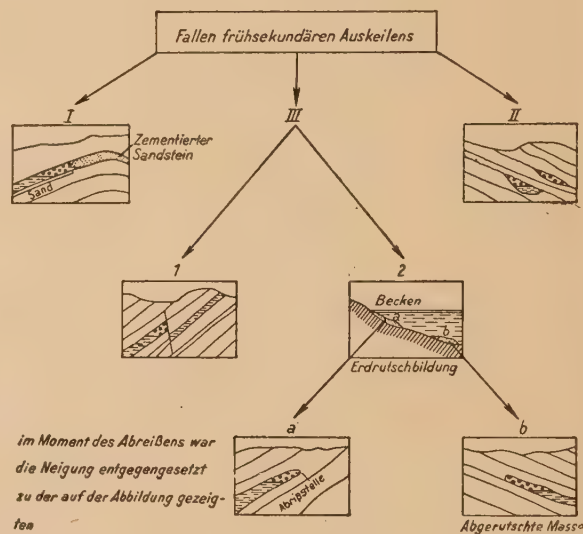 Fallen frühsekundären Auskeilens
I
III
II
Zementierter
Sandstein
Sand
1
2
Becken
a
b
Erdrutschbildung
a
b
im Moment des Abreißens war
die Neigung entgegengesetzt
zu der auf der Abbildung gezeig-
ten
Abrißstelle
Abgerutschte Masse